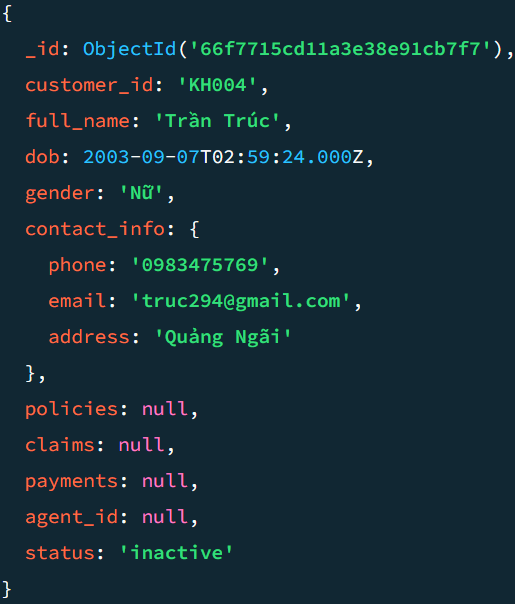 {
  _id: ObjectId('66f7715cd11a3e38e91cb7f7'),
  customer_id: 'KH004',
  full_name: 'Trần Trúc',
  dob: 2003-09-07T02:59:24.000Z,
  gender: 'Nữ',
  contact_info: {
    phone: '0983475769',
    email: 'truc294@gmail.com',
    address: 'Quảng Ngãi'
  },
  policies: null,
  claims: null,
  payments: null,
  agent_id: null,
  status: 'inactive'
}